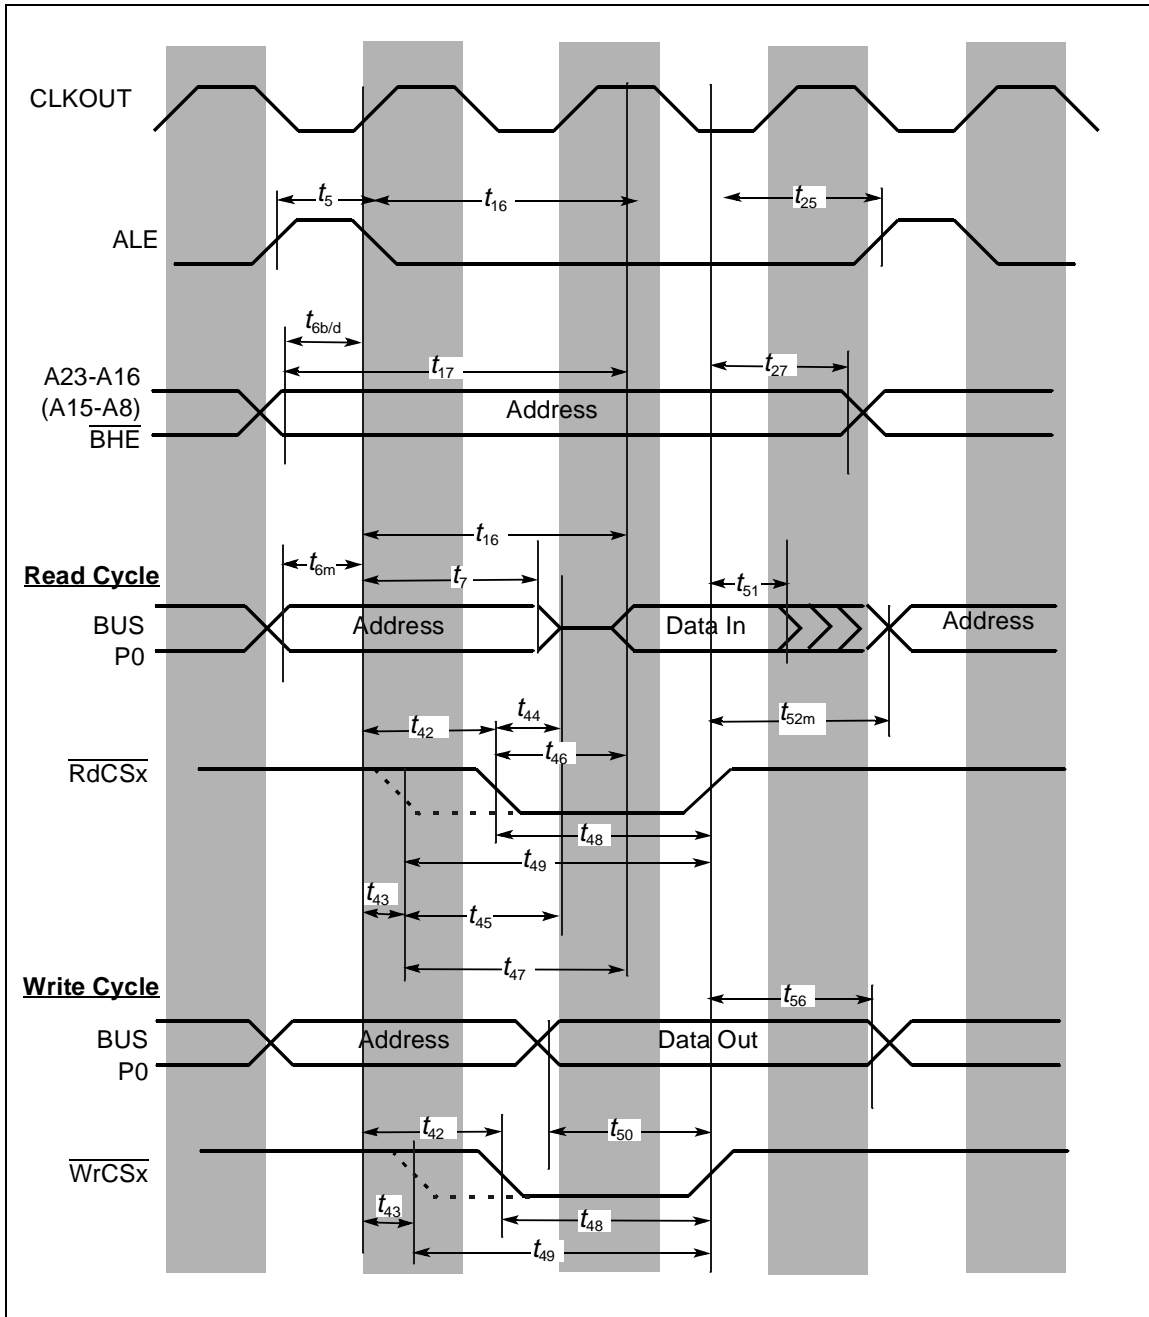 CLKOUT
t5
t16
t25
ALE
t6b/d
t17
t27
A23-A16
(A15-A8)
BHE
Address
t16
t6m
t7
t51
Read Cycle
BUS
P0
Address
Data In
Address
t42
t44
t46
t52m
RdCSx
t48
t49
t43
t45
t47
Write Cycle
t56
BUS
P0
Address
Data Out
t42
t50
WrCSx
t43
t48
t49